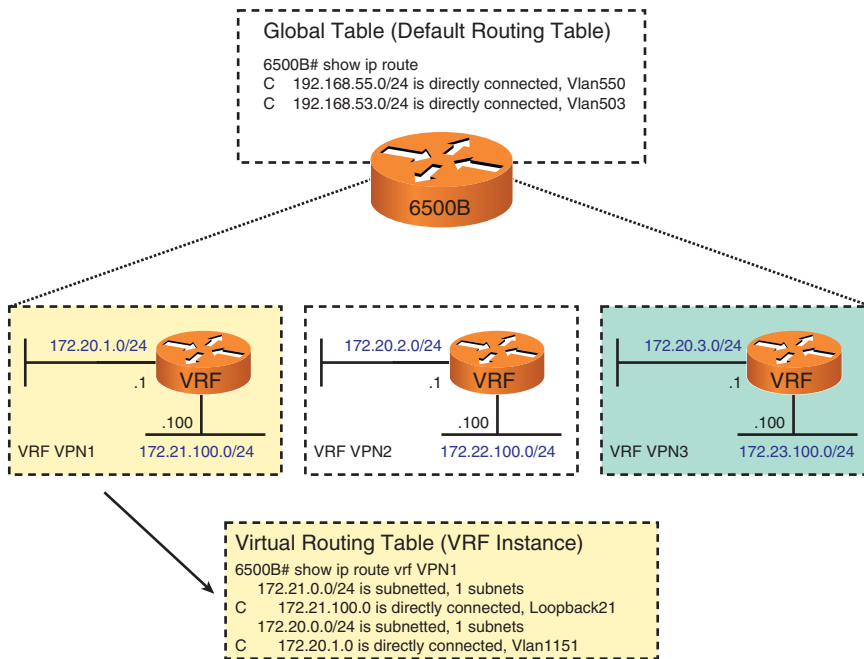 Global Table (Default Routing Table)
6500B# show ip route
C 192.168.55.0/24 is directly connected, Vlan550
C 192.168.53.0/24 is directly connected, Vlan503
6500B
172.20.1.0/24
VRF
.1
.100
VRF VPN1
172.21.100.0/24
172.20.2.0/24
VRF
.1
.100
VRF VPN2
172.22.100.0/24
172.20.3.0/24
VRF
.1
.100
VRF VPN3
172.23.100.0/24
Virtual Routing Table (VRF Instance)
6500B# show ip route vrf VPN1
172.21.0.0/24 is subnetted, 1 subnets
C 172.21.100.0 is directly connected, Loopback21
172.20.0.0/24 is subnetted, 1 subnets
C 172.20.1.0 is directly connected, Vlan1151